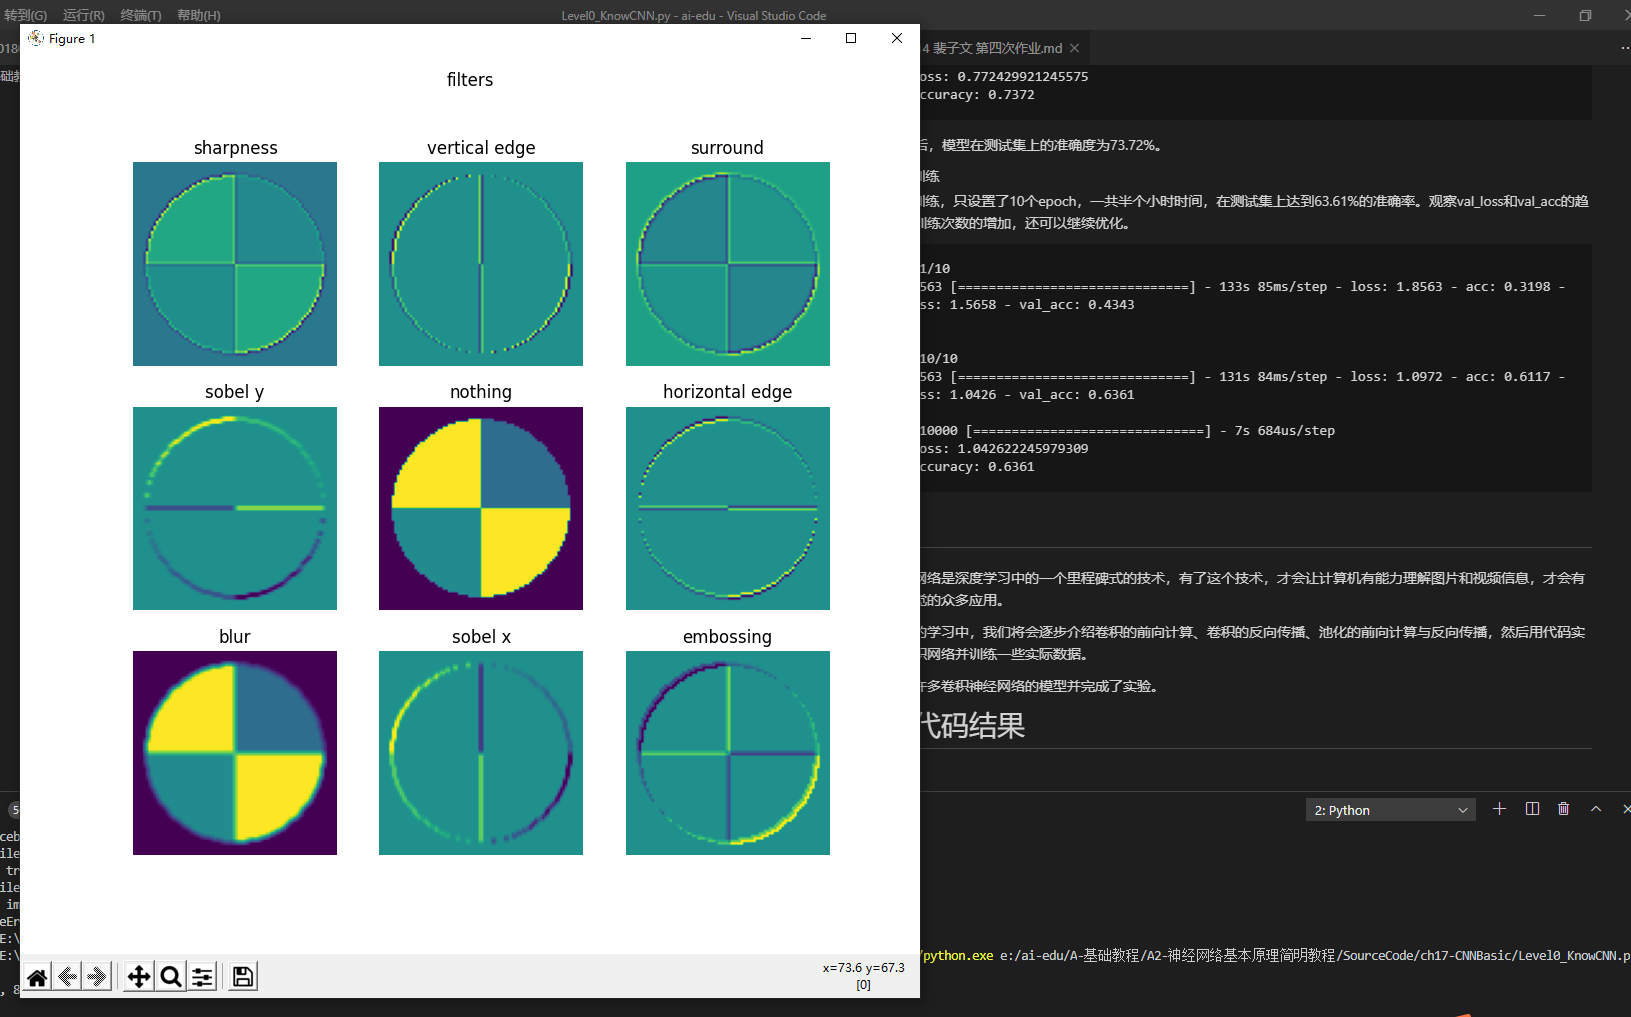 转到(G) 运行(R) 终端(T) 帮助(H)
Level0_KnowCNN.py - ai-edu - Visual Studio Code
Figure 1
4 裴子文 第四次作业.md
filters
sharpness
vertical edge
surround
sobel y
nothing
horizontal edge
blur
sobel x
embossing
x=73.6 y=67.3
[0]
oss: 0.772429921245575
ccuracy: 0.7372
后，模型在测试集上的准确度为73.72%。
训练
训练，只设置了10个epoch，一共半个小时时间，在测试集上达到63.61%的准确率。观察val_loss和val_acc的趋
训练次数的增加，还可以继续优化。
1/10
563 [==============================] - 133s 85ms/step - loss: 1.8563 - acc: 0.3198 -
ss: 1.5658 - val_acc: 0.4343
10/10
563 [==============================] - 131s 84ms/step - loss: 1.0972 - acc: 0.6117 -
ss: 1.0426 - val_acc: 0.6361
10000 [==============================] - 7s 684us/step
oss: 1.042622245979309
ccuracy: 0.6361
网络是深度学习中的一个里程碑式的技术，有了这个技术，才会让计算机有能力理解图片和视频信息，才会有
觉的众多应用。
的学习中，我们将会逐步介绍卷积的前向计算、卷积的反向传播、池化的前向计算与反向传播，然后用代码实
积网络并训练一些实际数据。
许多卷积神经网络的模型并完成了实验。
代码结果
2: Python
5
ceb
ile
tr
ile
im
eEr
E:\
E:\
/python.exe e:/ai-edu/A-基础教程/A2-神经网络基本原理简明教程/SourceCode/ch17-CNNBasic/Level0_KnowCNN.p
, 8